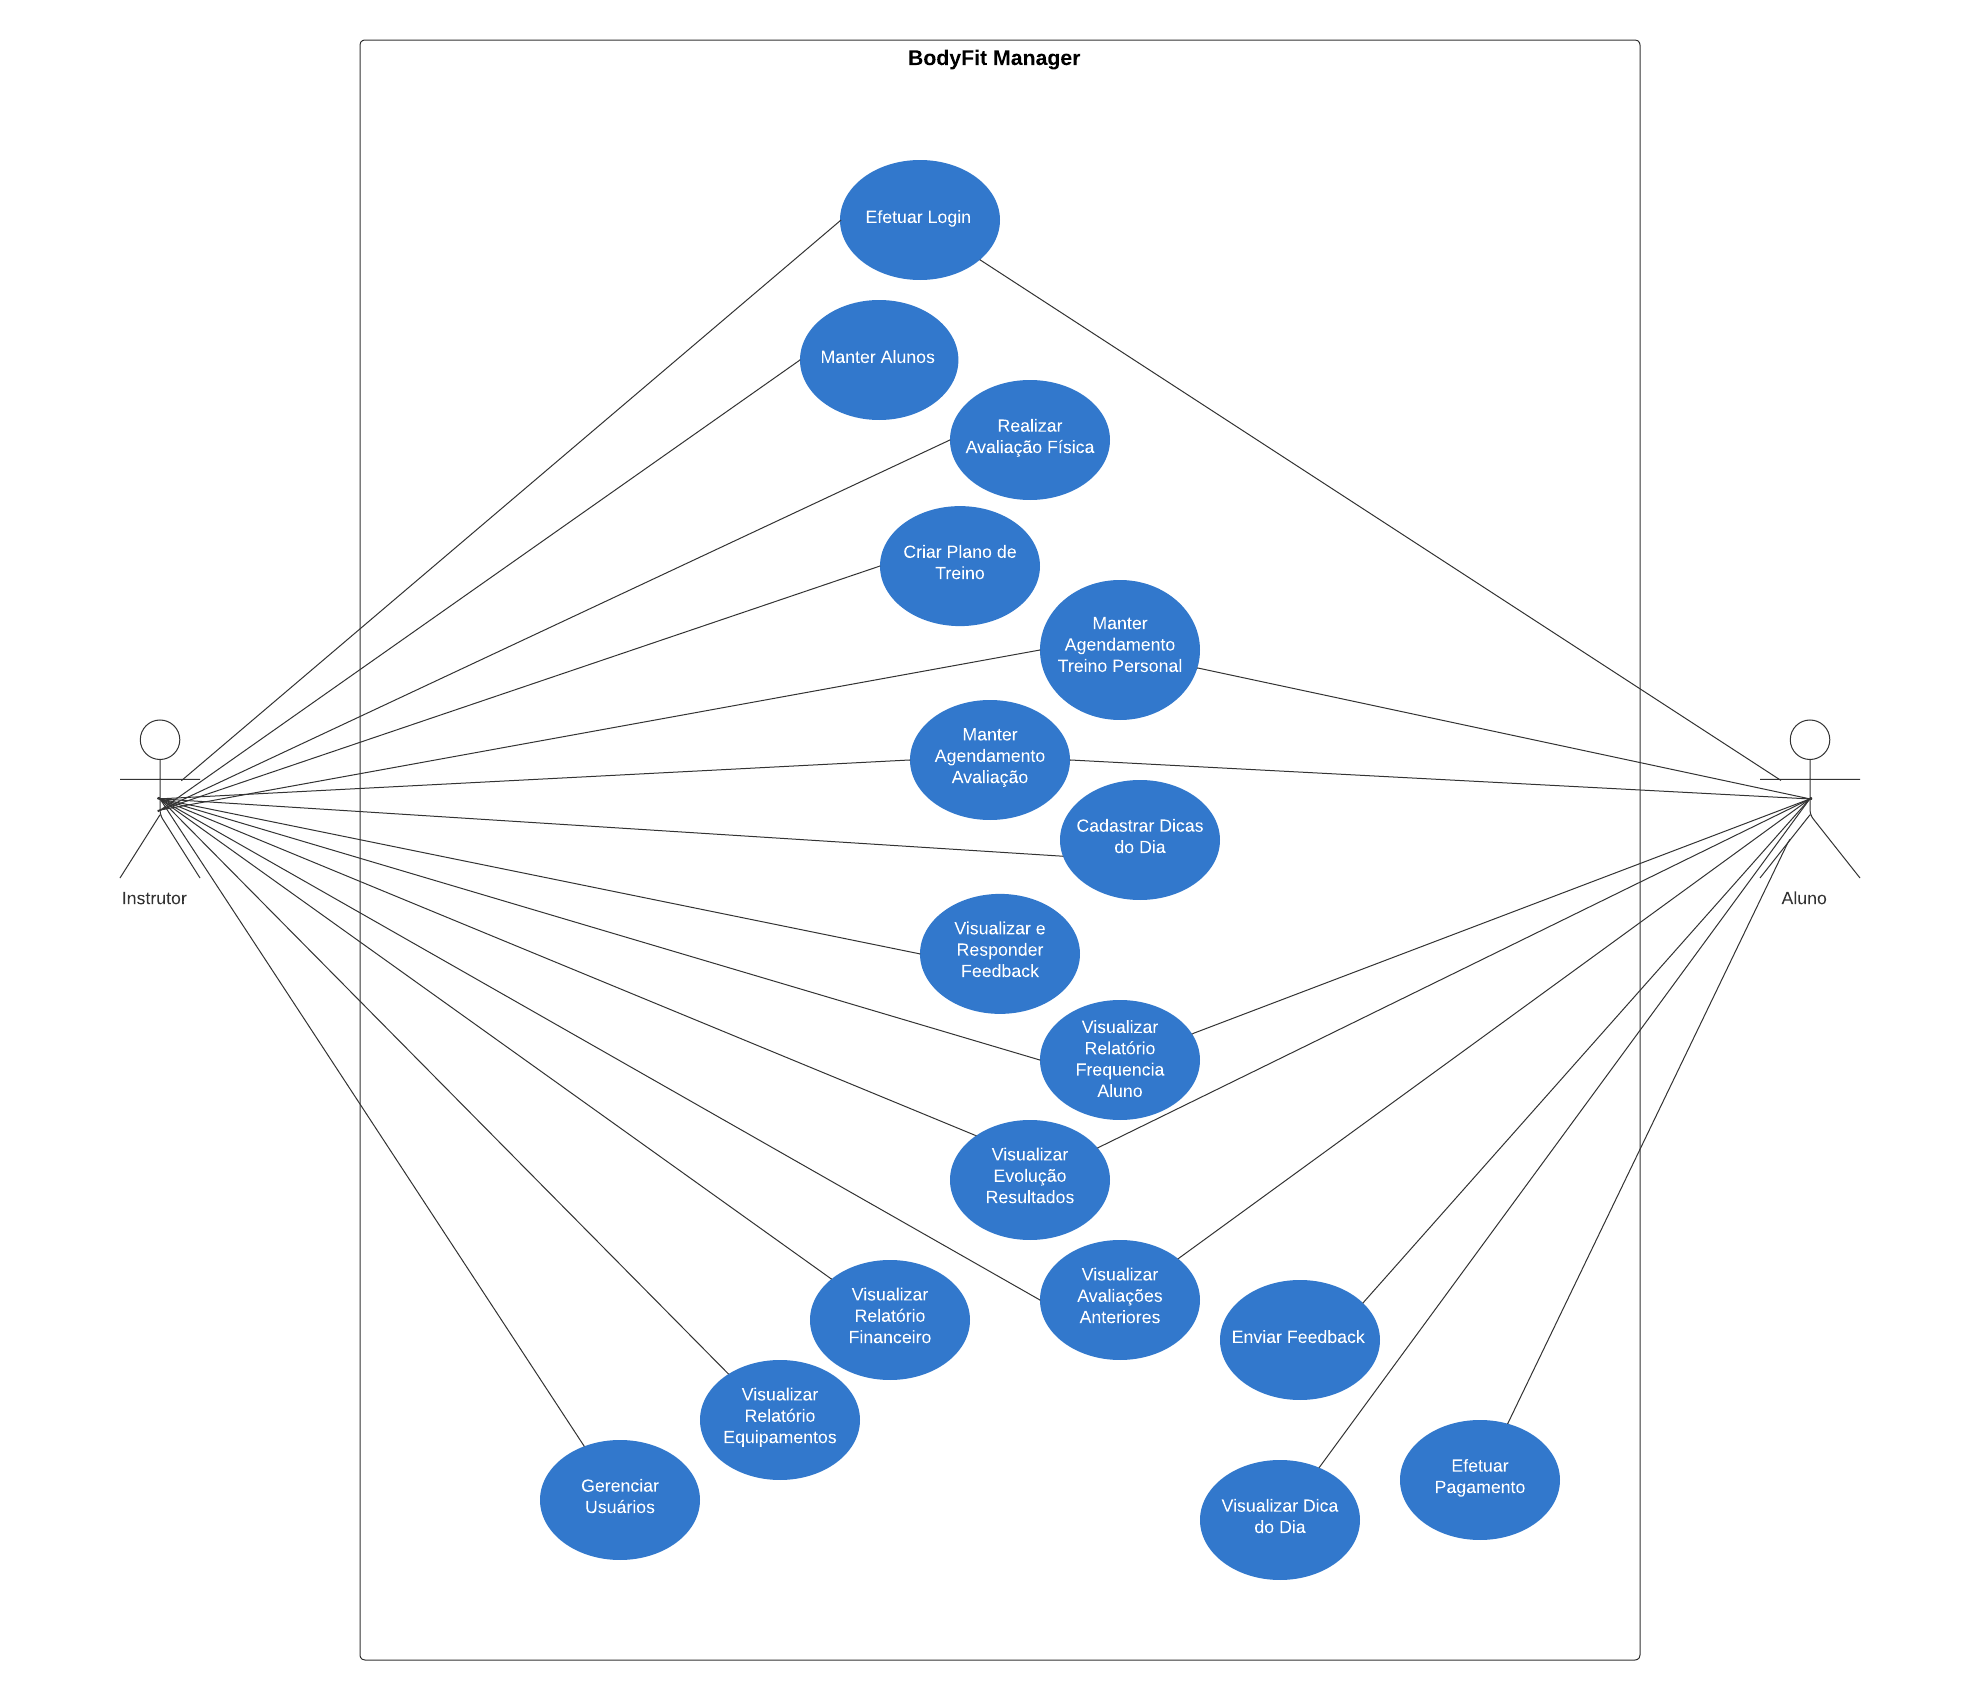 BodyFit Manager
Efetuar Login
Manter Alunos
Realizar
Avaliação Física
Criar Plano de
Treino
Manter
Agendamento
Treino Personal
Manter
Agendamento
Avaliação
Cadastrar Dicas
do Dia
Instrutor
Aluno
Visualizar e
Responder
Feedback
Visualizar
Relatório
Frequencia
Aluno
Visualizar
Evolução
Resultados
Visualizar
Avaliações
Anteriores
Visualizar
Relatório
Financeiro
Enviar Feedback
Visualizar
Relatório
Equipamentos
Gerenciar
Usuários
Efetuar
Pagamento
Visualizar Dica
do Dia